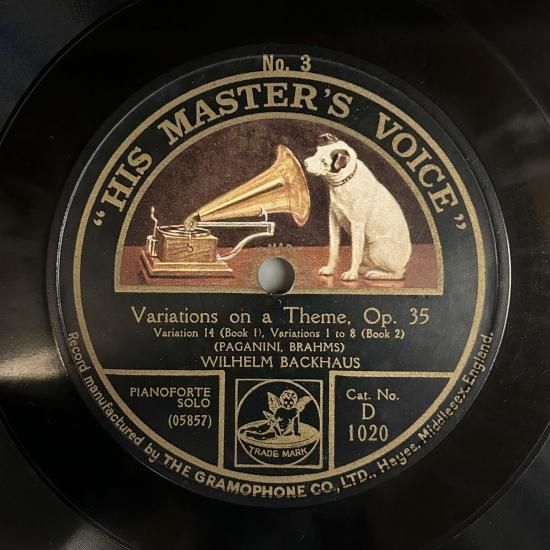 No. 3
"HIS MASTER'S VOICE"
Variations on a Theme, Op. 35
Variation 14 (Book 1), Variations 1 to 8 (Book 2)
(PAGANINI, BRAHMS)
WILHELM BACKHAUS
PIANOFORTE
SOLO
(05857)
TRADE MARK
Cat. No.
D
1020
Record manufactured by THE GRAMOPHONE CO., LTD., Hayes, Middlesex, England.